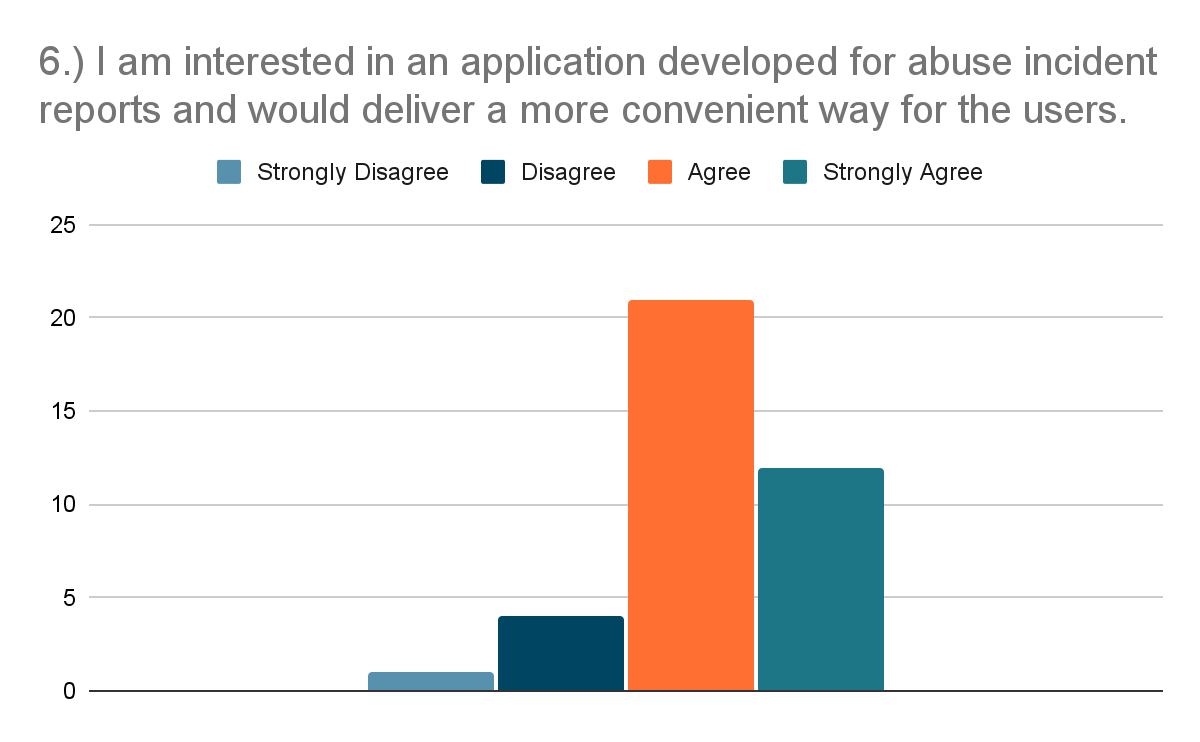 6.) I am interested in an application developed for abuse incident
reports and would deliver a more convenient way for the users.
Strongly Disagree Disagree Agree Strongly Agree
25
20
15
10
5
0